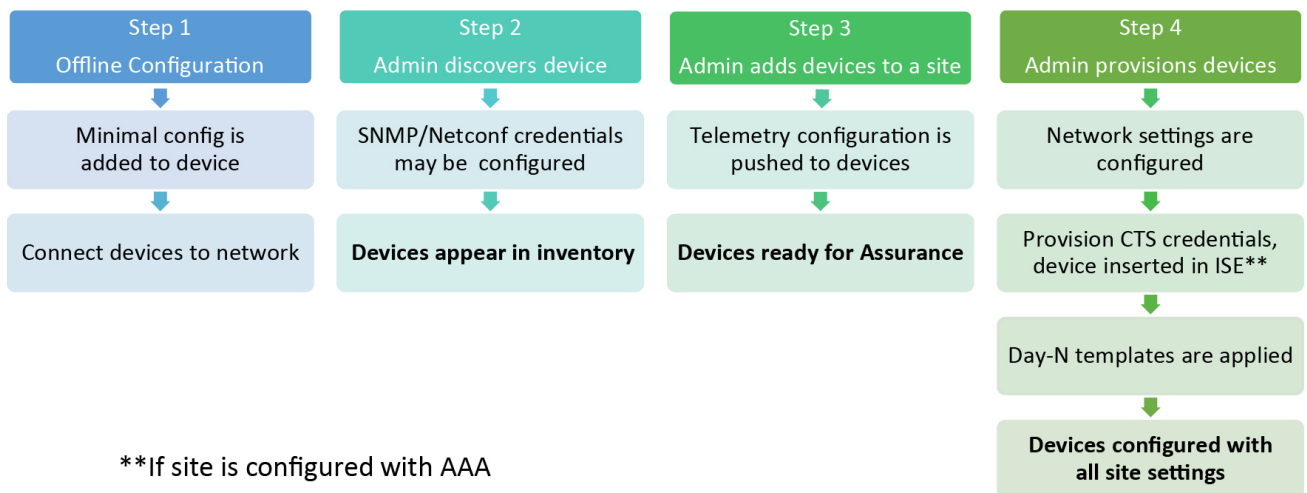 Step 1
Offline Configuration
Minimal config is
added to device
Connect devices to network
Step 2
Admin discovers device
SNMP/Netconf credentials
may be configured
Devices appear in inventory
Step 3
Admin adds devices to a site
Telemetry configuration is
pushed to devices
Devices ready for Assurance
Step 4
Admin provisions devices
Network settings are
configured
Provision CTS credentials,
device inserted in ISE**
Day-N templates are applied
Devices configured with
all site settings
**If site is configured with AAA